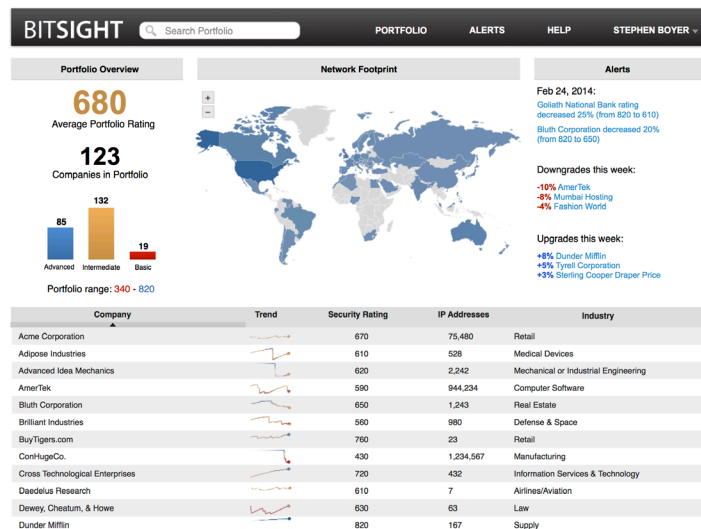 BITSIGHT
Search Portfolio
PORTFOLIO
ALERTS
HELP
STEPHEN BOYER
Portfolio Overview
680
Average Portfolio Rating
123
Companies in Portfolio
85
132
19
Advanced
Intermediate
Basic
Portfolio range: 340 - 820
Network Footprint
+
−
Alerts
Feb 24, 2014:
Goliath National Bank rating
decreased 25% (from 820 to 610)
Bluth Corporation decreased 20%
(from 820 to 650)
Downgrades this week:
-10% AmerTek
-8% Mumbai Hosting
-4% Fashion World
Upgrades this week:
+8% Dunder Mifflin
+5% Tyrell Corporation
+3% Sterling Cooper Draper Price
Company Trend Security Rating IP Addresses Industry
Acme Corporation 670 75,480 Retail
Adipose Industries 610 528 Medical Devices
Advanced Idea Mechanics 620 2,242 Mechanical or Industrial Engineering
AmerTek 590 944,234 Computer Software
Bluth Corporation 650 1,243 Real Estate
Brilliant Industries 560 980 Defense & Space
BuyTigers.com 760 23 Retail
ConHugeCo. 430 1,234,567 Manufacturing
Cross Technological Enterprises 720 432 Information Services & Technology
Daedelus Research 610 7 Airlines/Aviation
Dewey, Cheatum, & Howe 630 63 Law
Dunder Mifflin 820 167 Supply